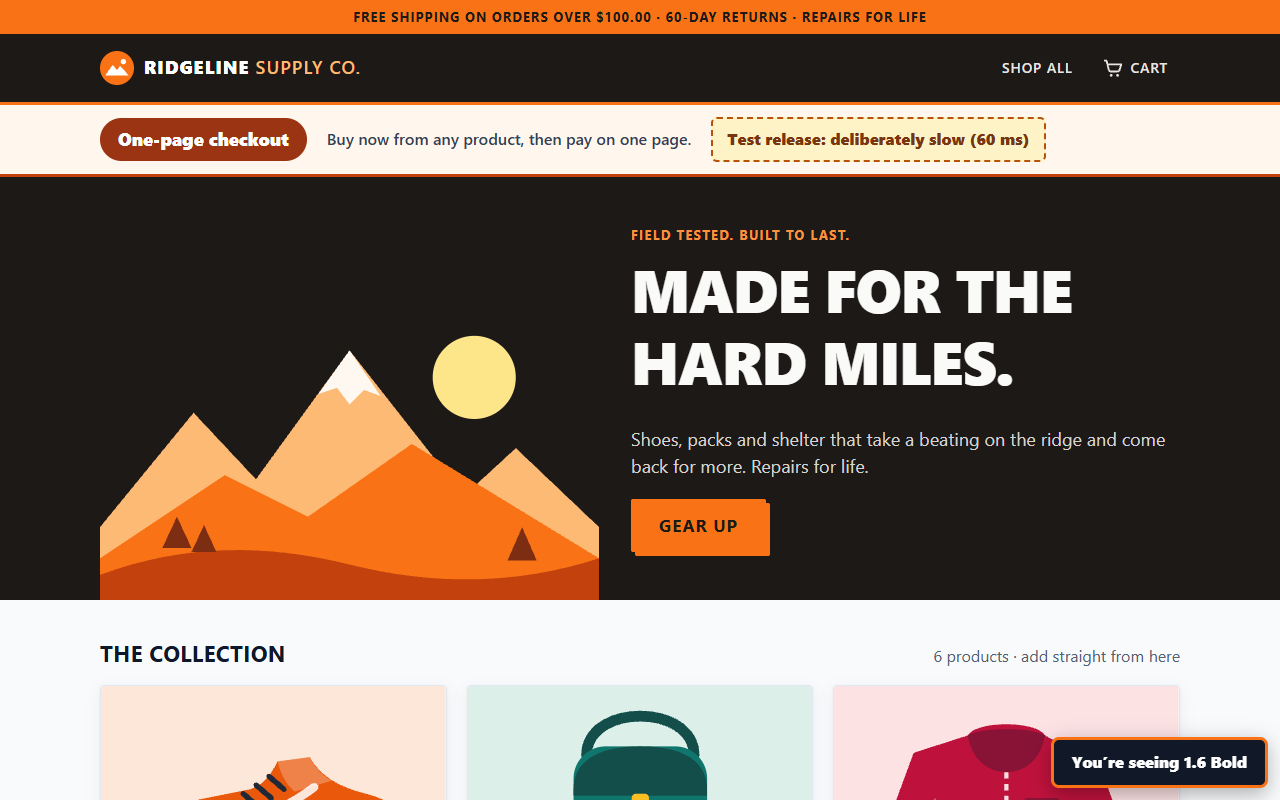 FREE SHIPPING ON ORDERS OVER $100.00 · 60-DAY RETURNS · REPAIRS FOR LIFE
RIDGELINE SUPPLY CO.
SHOP ALL
CART
One-page checkout
Buy now from any product, then pay on one page.
Test release: deliberately slow (60 ms)
FIELD TESTED. BUILT TO LAST.
MADE FOR THE
HARD MILES.
Shoes, packs and shelter that take a beating on the ridge and come
back for more. Repairs for life.
GEAR UP
THE COLLECTION
6 products · add straight from here
You're seeing 1.6 Bold